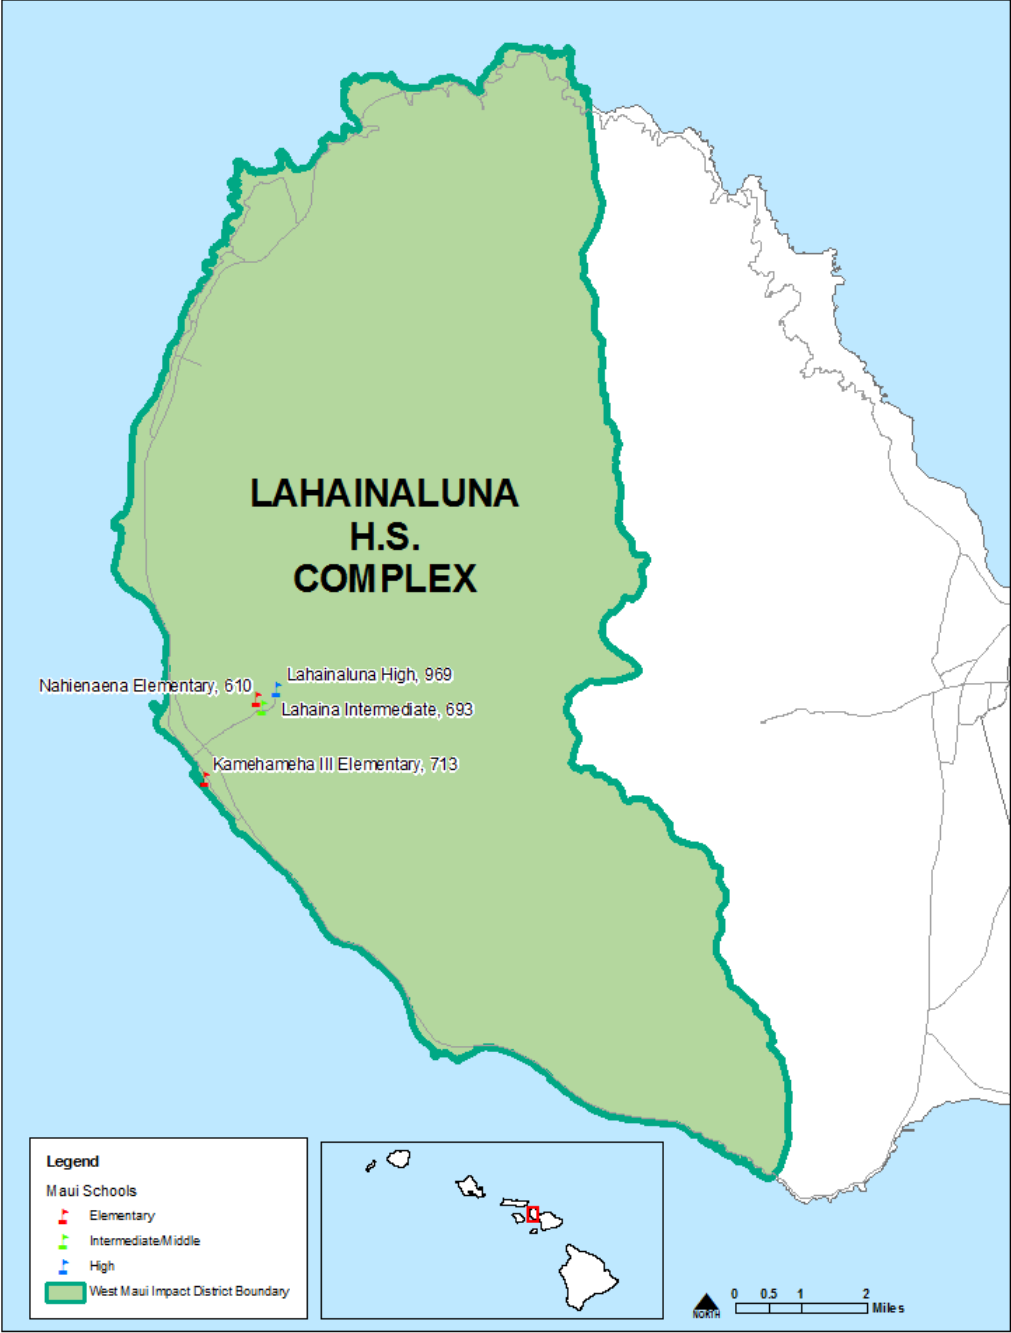 LAHAINALUNA
H.S.
COMPLEX
Lahainaluna High, 969
Nahienaena Elementary, 610
Lahaina Intermediate, 693
Kamehameha III Elementary, 713
Legend
Maui Schools
Elementary
Intermediate/Middle
High
West Maui Impact District Boundary
NORTH
0 0.5 1 2
Miles